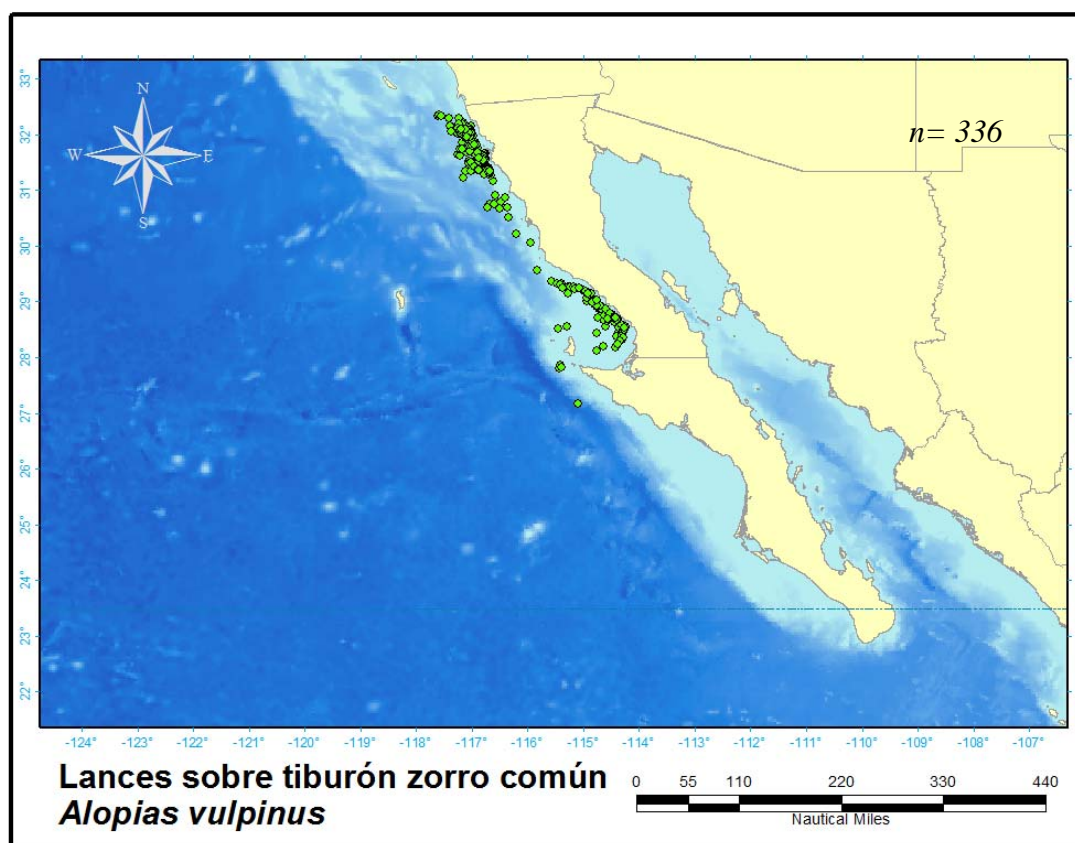 N
W E
S
n= 336
33°
32°
31°
30°
29°
28°
27°
26°
25°
24°
23°
22°
-124° -123° -122° -121° -120° -119° -118° -117° -116° -115° -114° -113° -112° -111° -110° -109° -108° -107°
Lances sobre tiburón zorro común
Alopias vulpinus
0 55 110 220 330 440
Nautical Miles